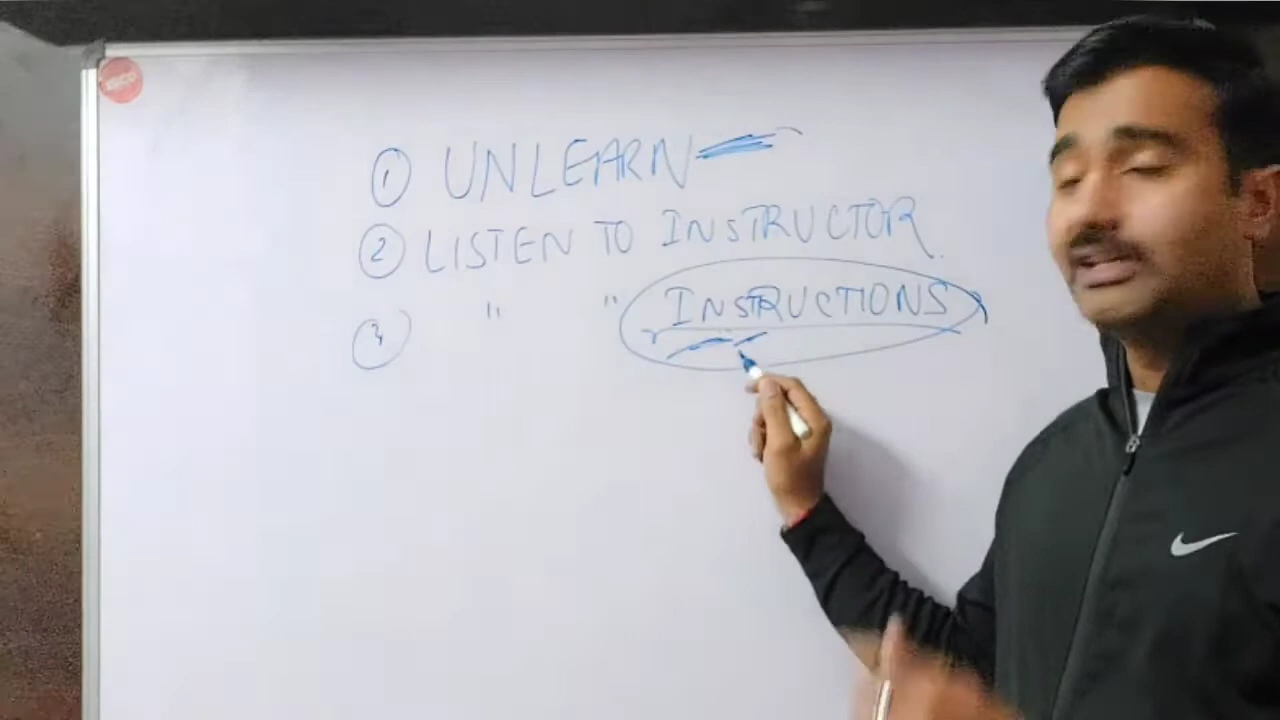 ① UNLEARN
② LISTEN TO INSTRUCTOR.
③ " " INSTRUCTIONS